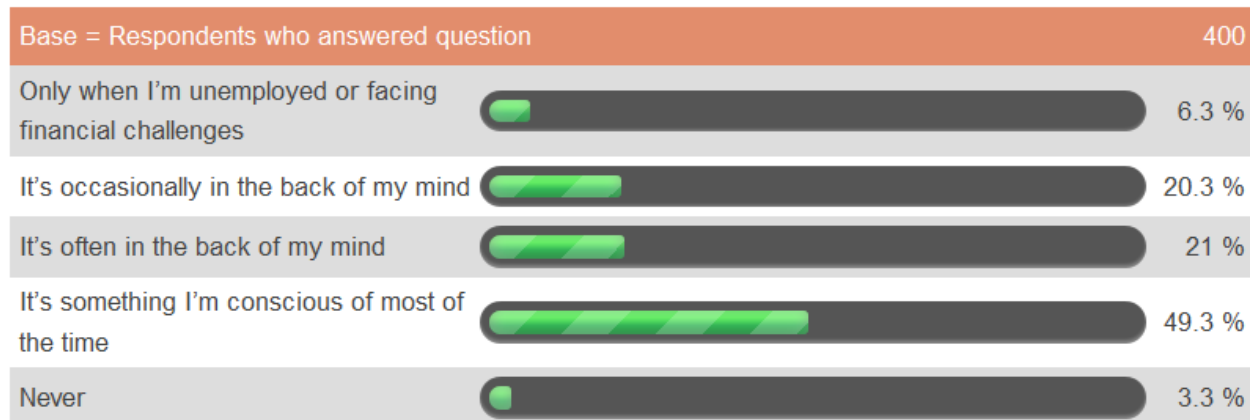 Base = Respondents who answered question 400
Only when I’m unemployed or facing
financial challenges
6.3 %
It’s occasionally in the back of my mind 20.3 %
It’s often in the back of my mind 21 %
It’s something I’m conscious of most of
the time
49.3 %
Never 3.3 %